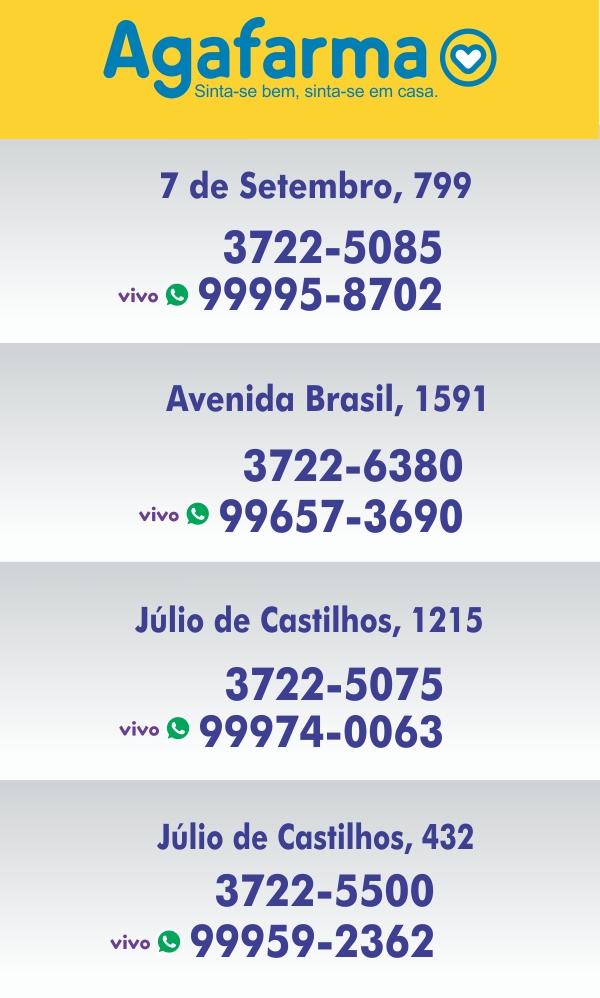 Agafarma
Sinta-se bem, sinta-se em casa.
7 de Setembro, 799
3722-5085
vivo 99995-8702
Avenida Brasil, 1591
3722-6380
vivo 99657-3690
Júlio de Castilhos, 1215
3722-5075
vivo 99974-0063
Júlio de Castilhos, 432
3722-5500
vivo 99959-2362